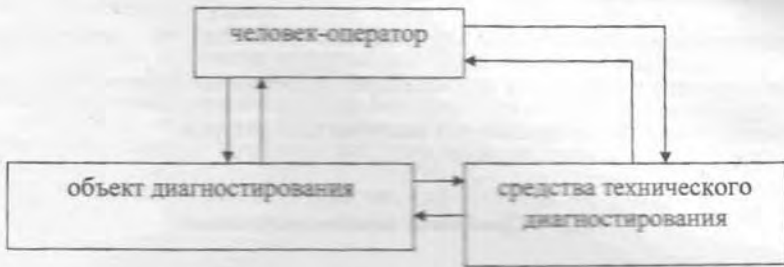 человек-оператор
объект диагностирования
средства технического
диагностирования